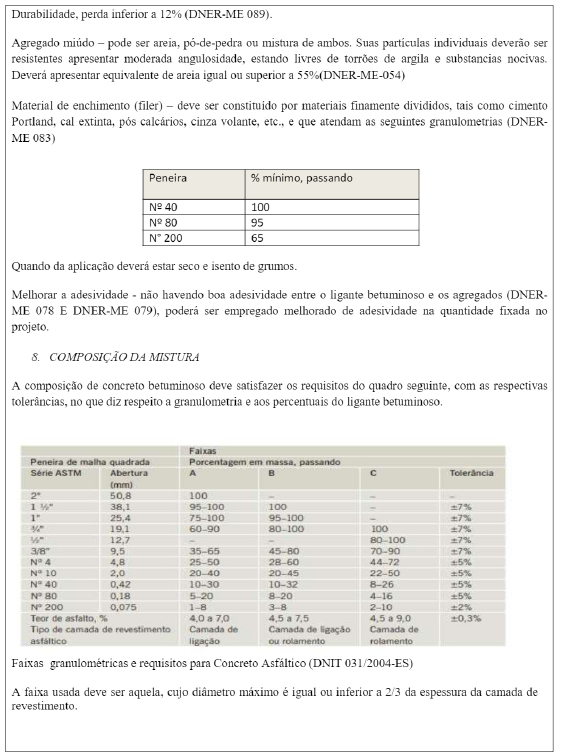 Durabilidade, perda inferior a 12% (DNER-ME 089).
Agregado miúdo – pode ser areia, pó-de-pedra ou mistura de ambos. Suas partículas individuais deverão ser
resistentes apresentar moderada angulosidade, estando livres de torrões de argila e substancias nocivas.
Deverá apresentar equivalente de areia igual ou superior a 55%(DNER-ME-054)
Material de enchimento (filer) – deve ser constituído por materiais finamente divididos, tais como cimento
Portland, cal extinta, pós calcários, cinza volante, etc., e que atendam as seguintes granulometrias (DNER-
ME 083)
Peneira % mínimo, passando
Nº 40 100
Nº 80 95
N° 200 65
Quando da aplicação deverá estar seco e isento de grumos.
Melhorar a adesividade - não havendo boa adesividade entre o ligante betuminoso e os agregados (DNER-
ME 078 E DNER-ME 079), poderá ser empregado melhorado de adesividade na quantidade fixada no
projeto.
8. COMPOSIÇÃO DA MISTURA
A composição de concreto betuminoso deve satisfazer os requisitos do quadro seguinte, com as respectivas
tolerâncias, no que diz respeito a granulometria e aos percentuais do ligante betuminoso.
Faixas
Peneira de malha quadrada Porcentagem em massa, passando
Série ASTM Abertura A B C Tolerância
(mm)
2" 50,8 100 – – –
1 ½" 38,1 95–100 100 – ±7%
1" 25,4 75–100 95–100 – ±7%
¾" 19,1 60–90 80–100 100 ±7%
½" 12,7 – – 80–100 ±7%
3/8" 9,5 35–65 45–80 70–90 ±7%
N° 4 4,8 25–50 28–60 44–72 ±5%
N° 10 2,0 20–40 20–45 22–50 ±5%
N° 40 0,42 10–30 10–32 8–26 ±5%
N° 80 0,18 5–20 8–20 4–16 ±5%
N° 200 0,075 1–8 3–8 2–10 ±2%
Teor de asfalto, % 4,0 a 7,0 4,5 a 7,5 4,5 a 9,0 ±0,3%
Tipo de camada de revestimento Camada de Camada de ligação Camada de
asfáltico ligação ou rolamento rolamento
Faixas granulométricas e requisitos para Concreto Asfáltico (DNIT 031/2004-ES)
A faixa usada deve ser aquela, cujo diâmetro máximo é igual ou inferior a 2/3 da espessura da camada de
revestimento.